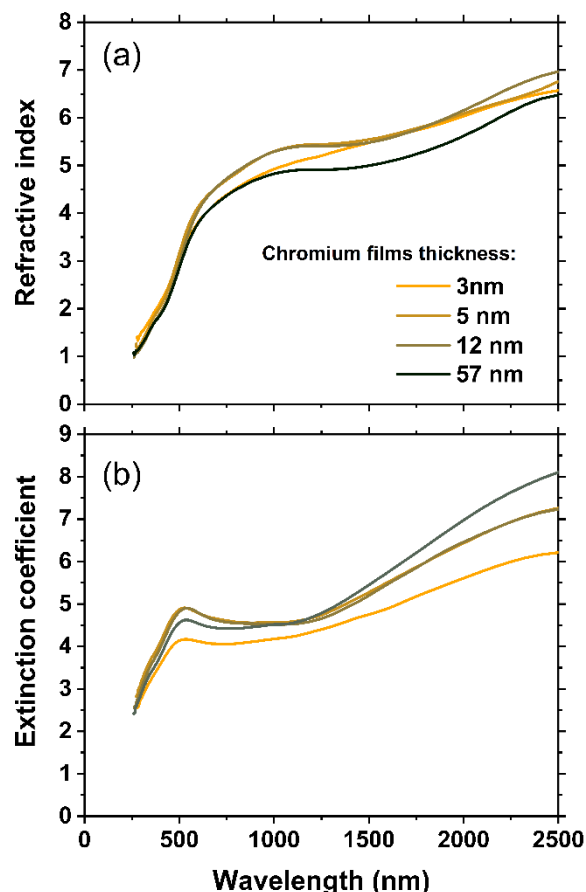 (a)
Refractive index
8
7
6
5
4
3
2
1
0
Chromium films thickness:
3nm
5 nm
12 nm
57 nm
(b)
Extinction coefficient
9
8
7
6
5
4
3
2
1
0
0 500 1000 1500 2000 2500
Wavelength (nm)